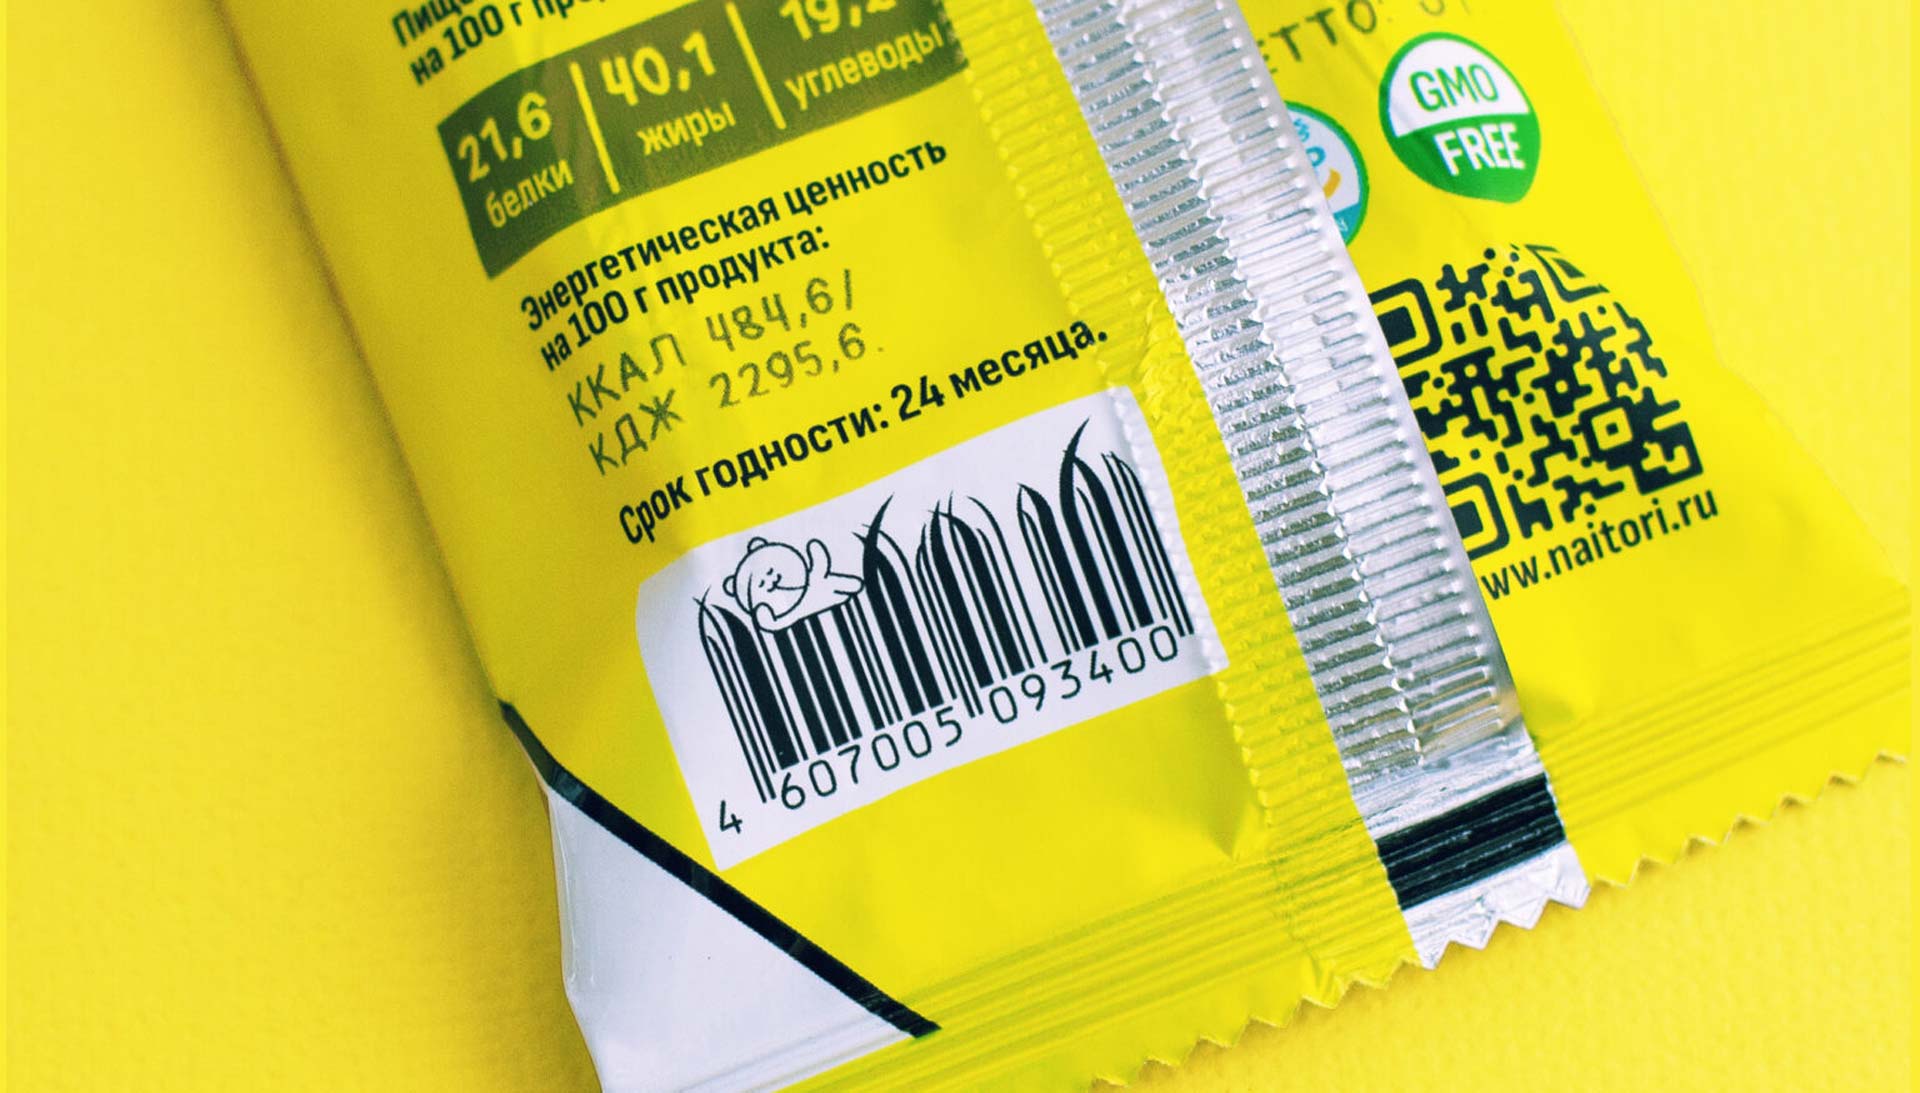 на 100 г
21,6
белки
40,1
жиры
углеводы
Энергетическая ценность
на 100 г продукта:
ККАЛ 484,6/
КДЖ 2295,6.
Срок годности: 24 месяца.
4 607005 093400
GMO
FREE
www.naitori.ru